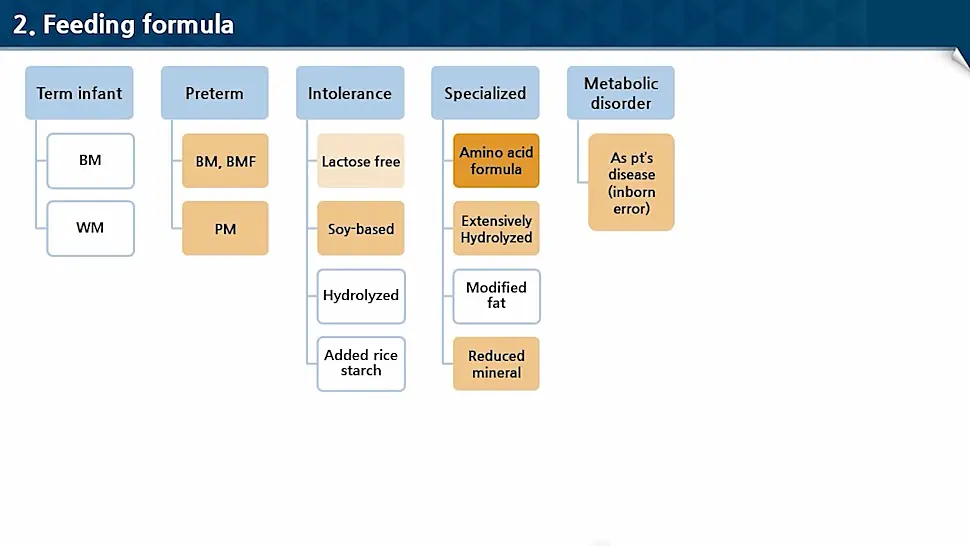 2. Feeding formula
Term infant
BM
WM
Preterm
BM, BMF
PM
Intolerance
Lactose free
Soy-based
Hydrolyzed
Added rice
starch
Specialized
Amino acid
formula
Extensively
Hydrolyzed
Modified
fat
Reduced
mineral
Metabolic
disorder
As pt's
disease
(inborn
error)